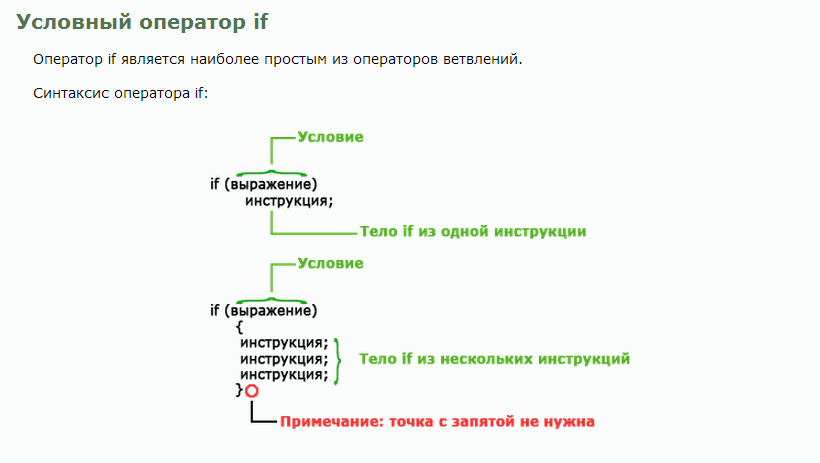 Условный оператор if
Оператор if является наиболее простым из операторов ветвлений.
Синтаксис оператора if:
Условие
if (выражение)
инструкция;
Тело if из одной инструкции
Условие
if (выражение)
{
инструкция;
инструкция;
инструкция;
Тело if из нескольких инструкций
}
Примечание: точка с запятой не нужна